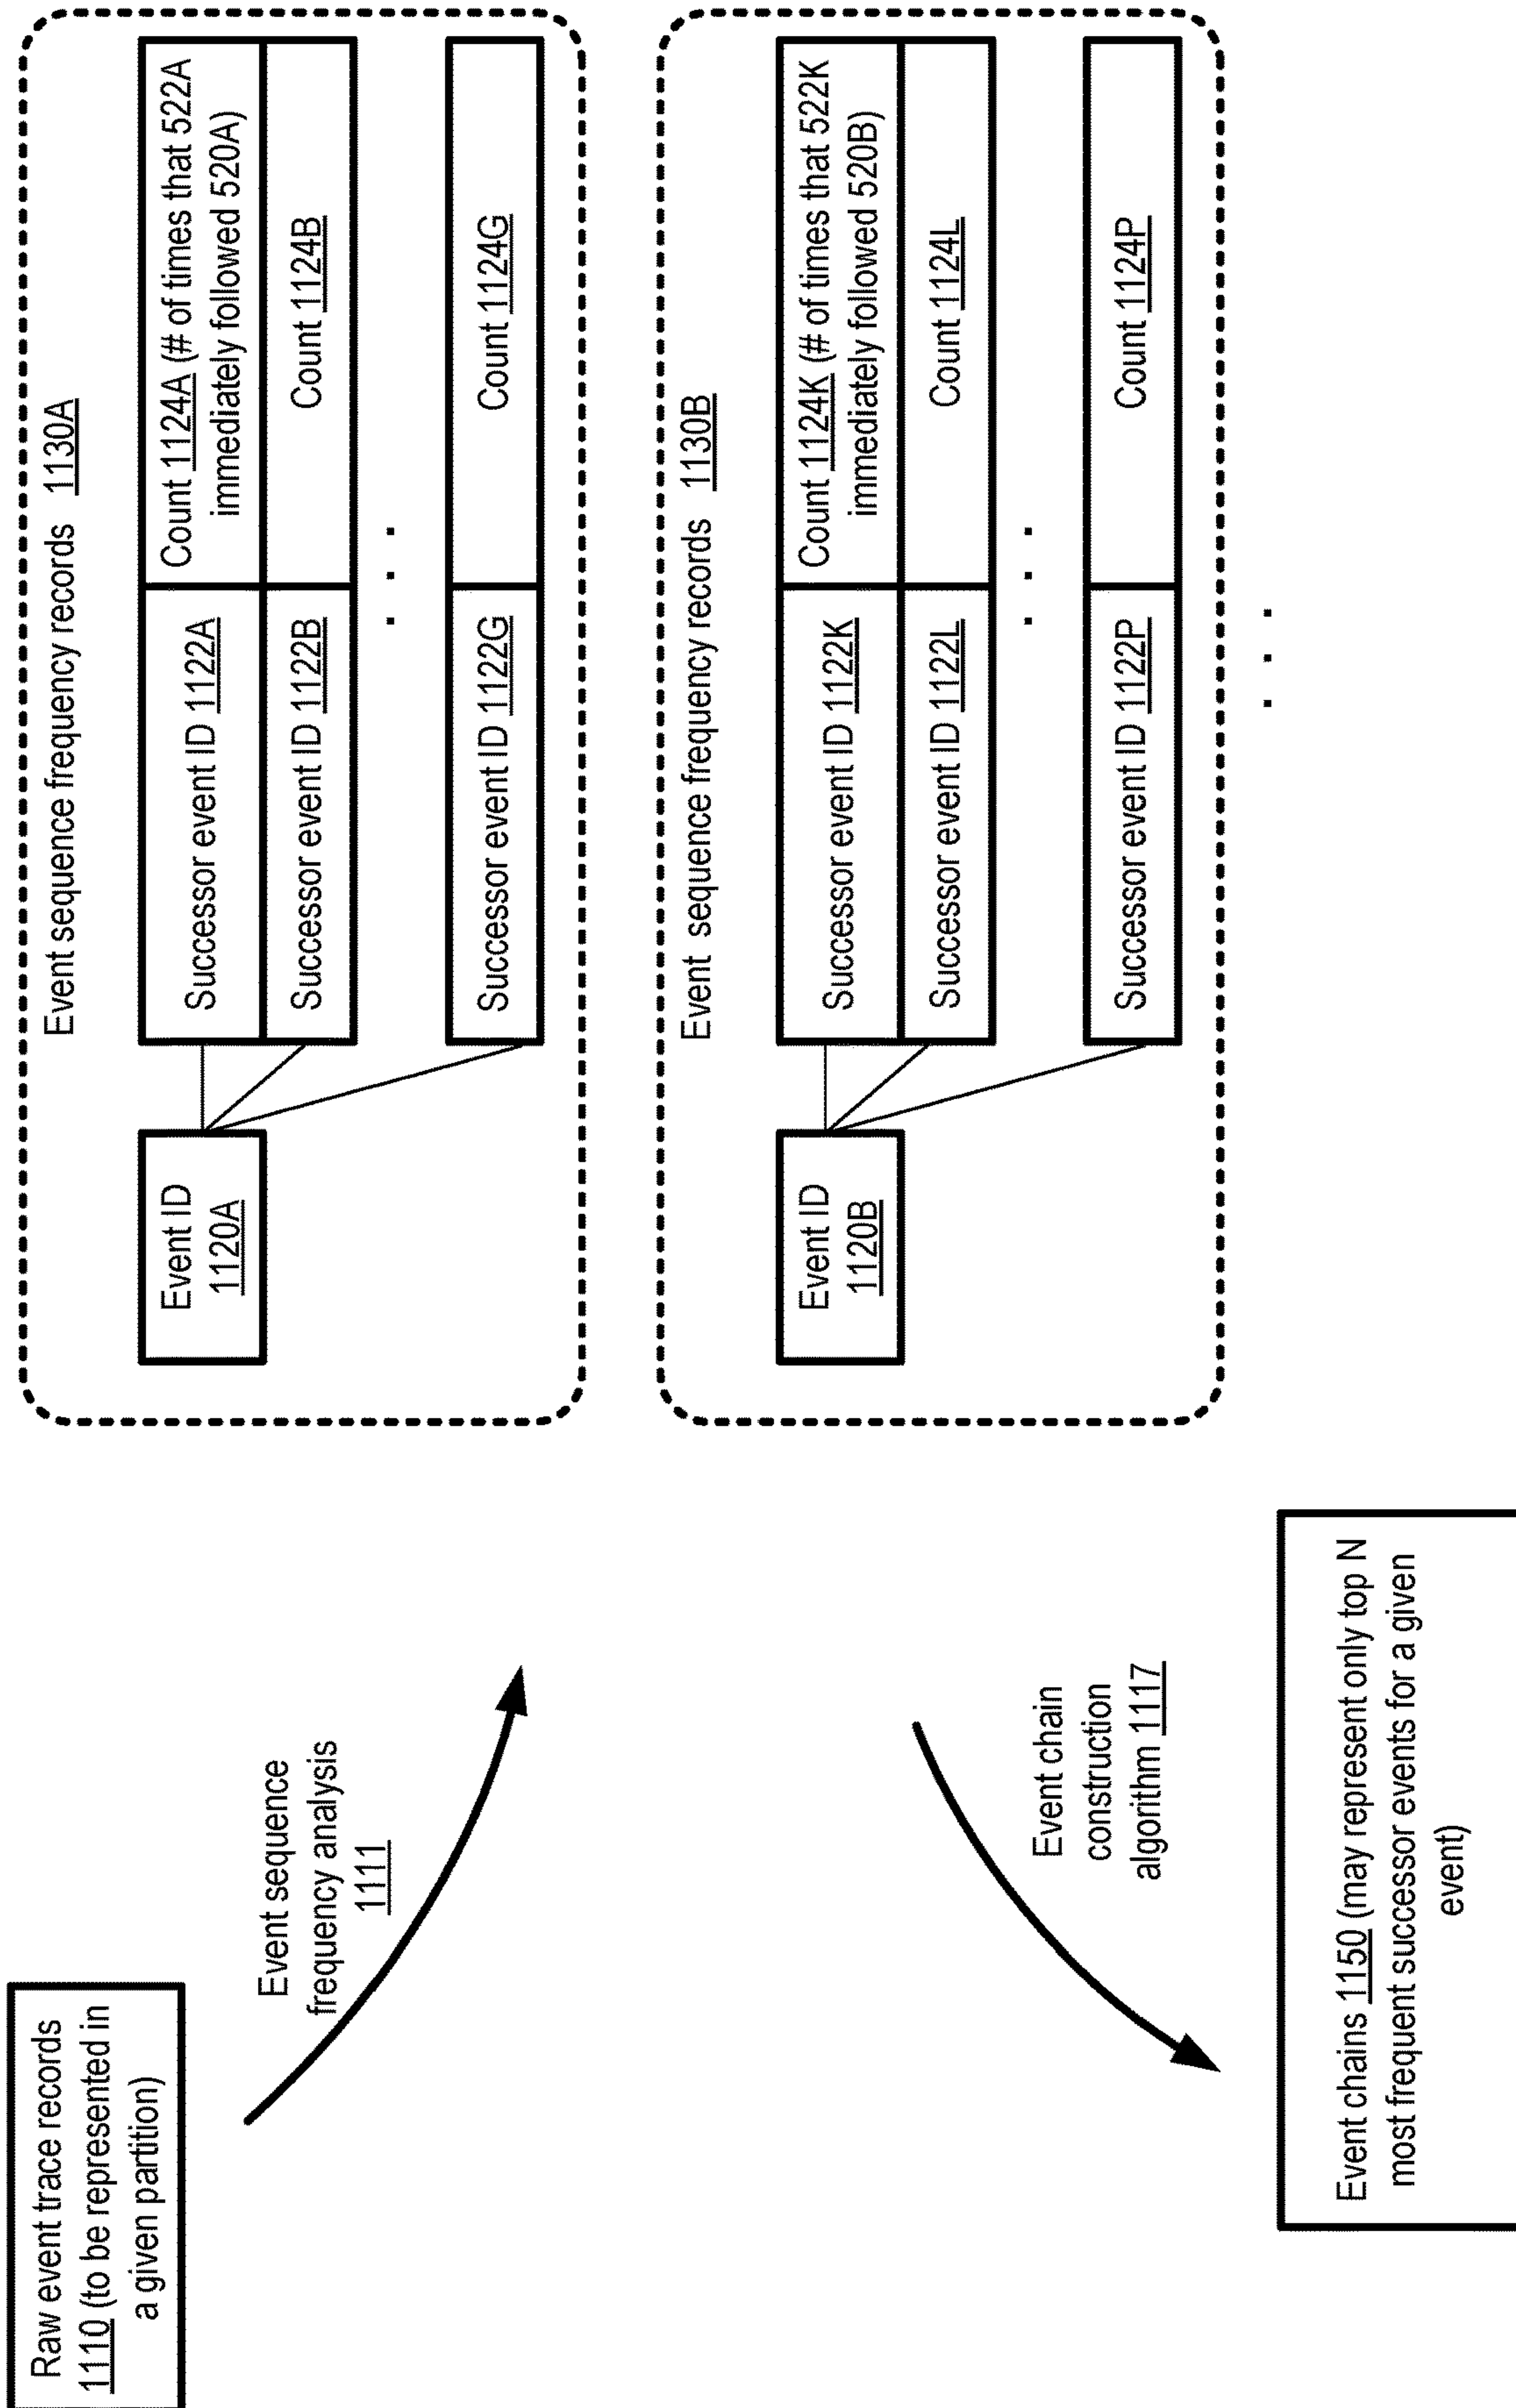 Raw event trace records
1110 (to be represented in
a given partition)
Event sequence
frequency analysis
1111
Event sequence frequency records 1130A
Event ID
1120A
Successor event ID 1122A
Count 1124A (# of times that 522A
immediately followed 520A)
Successor event ID 1122B
Count 1124B
. . .
Successor event ID 1122G
Count 1124G
Event sequence frequency records 1130B
Event ID
1120B
Successor event ID 1122K
Count 1124K (# of times that 522K
immediately followed 520B)
Successor event ID 1122L
Count 1124L
. . .
Successor event ID 1122P
Count 1124P
. . .
Event chain
construction
algorithm 1117
Event chains 1150 (may represent only top N
most frequent successor events for a given
event)